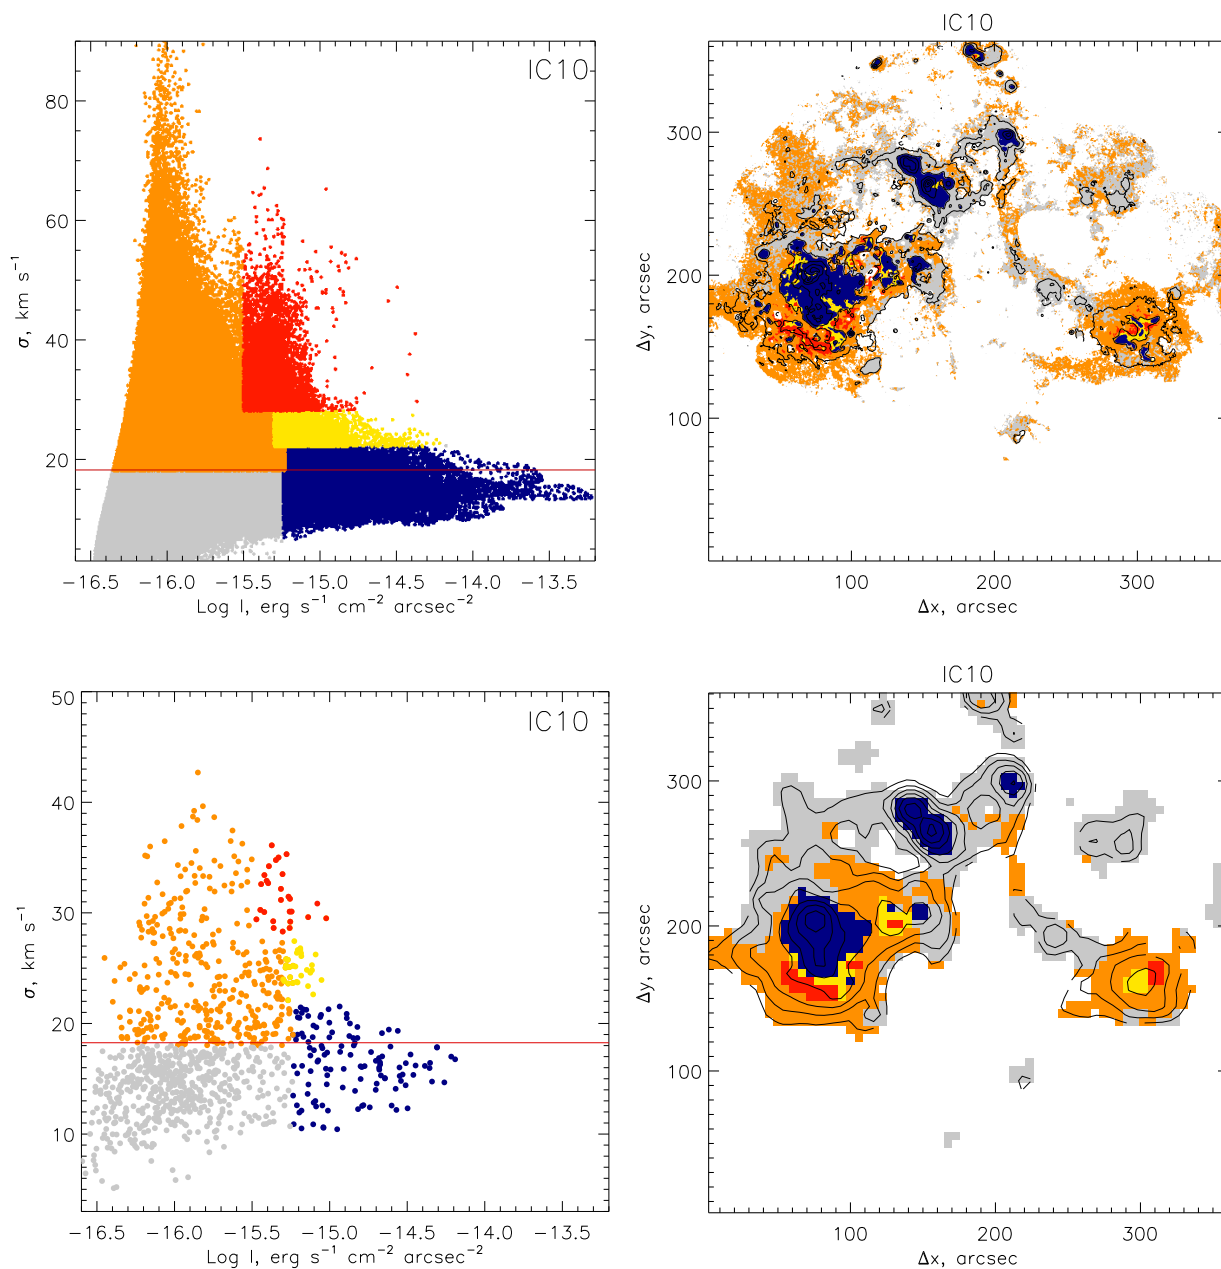 IC10
IC10
80
60
40
20
σ, km s⁻¹
−16.5 −16.0 −15.5 −15.0 −14.5 −14.0 −13.5
Log I, erg s⁻¹ cm⁻² arcsec⁻²
300
200
100
Δy, arcsec
100 200 300
Δx, arcsec
IC10
IC10
50
40
30
20
10
σ, km s⁻¹
−16.5 −16.0 −15.5 −15.0 −14.5 −14.0 −13.5
Log I, erg s⁻¹ cm⁻² arcsec⁻²
300
200
100
Δy, arcsec
100 200 300
Δx, arcsec